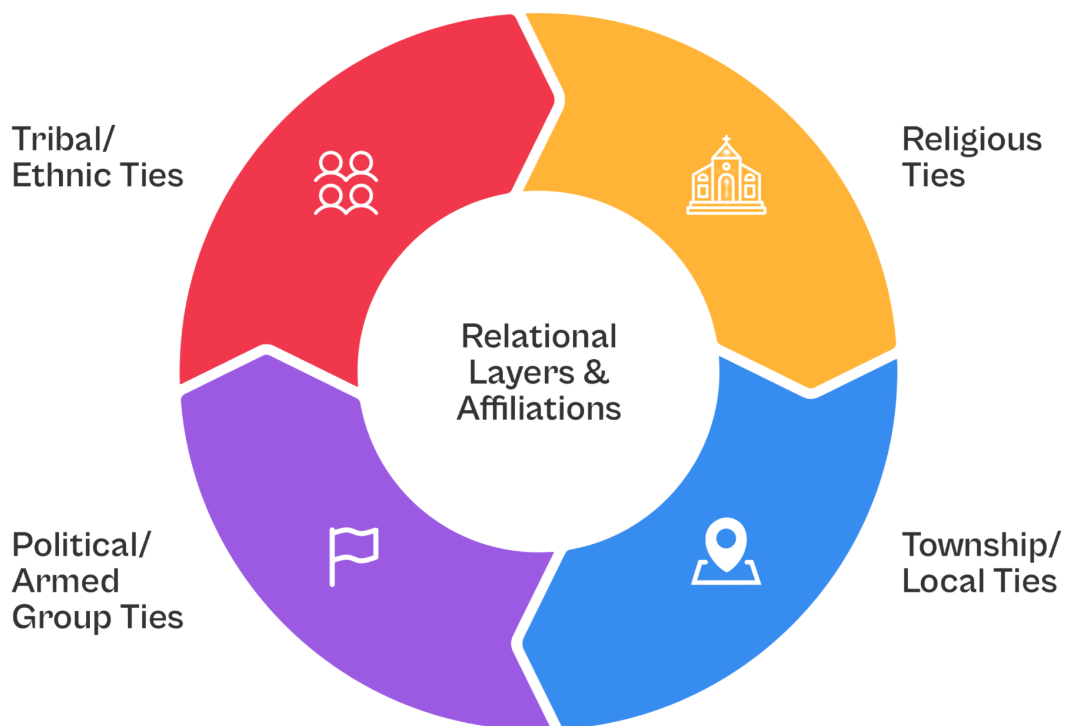 Tribal/
Ethnic Ties
Religious
Ties
Relational
Layers &
Affiliations
Political/
Armed
Group Ties
Township/
Local Ties